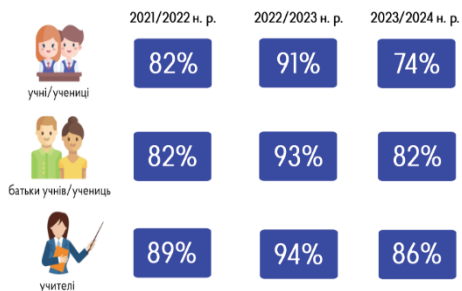 2021/2022 н. р. 2022/2023 н. р. 2023/2024 н. р.
82% 91% 74%
учні/учениці
82% 93% 82%
батьки учнів/учениць
89% 94% 86%
учителі